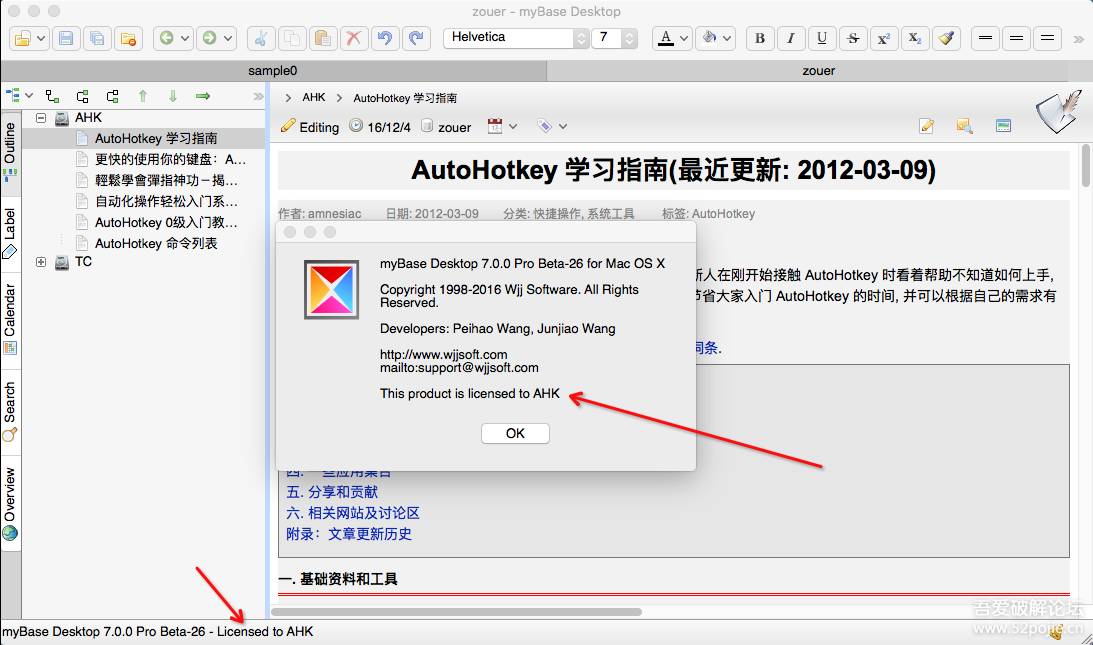 zouer - myBase Desktop
Helvetica
7
A
B I U S x² X₂
sample0
zouer
AHK
AutoHotkey 学习指南
Editing
16/12/4
zouer
Outline
Label
Calendar
Search
Overview
AHK
AutoHotkey 学习指南
更快的使用你的键盘：A...
輕鬆學會彈指神功－揭...
自动化操作轻松入门系...
AutoHotkey 0级入门教...
AutoHotkey 命令列表
TC
AutoHotkey 学习指南(最近更新: 2012-03-09)
作者: amnesiac 日期: 2012-03-09 分类: 快捷操作, 系统工具 标签: AutoHotkey
新人在刚开始接触 AutoHotkey 时看着帮助不知道如何上手,
节省大家入门 AutoHotkey 的时间, 并可以根据自己的需求有
词条.
myBase Desktop 7.0.0 Pro Beta-26 for Mac OS X
Copyright 1998-2016 Wjj Software. All Rights
Reserved.
Developers: Peihao Wang, Junjiao Wang
http://www.wjjsoft.com
mailto:support@wjjsoft.com
This product is licensed to AHK
OK
四. 一些应用集合
五. 分享和贡献
六. 相关网站及讨论区
附录：文章更新历史
一. 基础资料和工具
myBase Desktop 7.0.0 Pro Beta-26 - Licensed to AHK
吾爱破解论坛
www.52pojie.cn